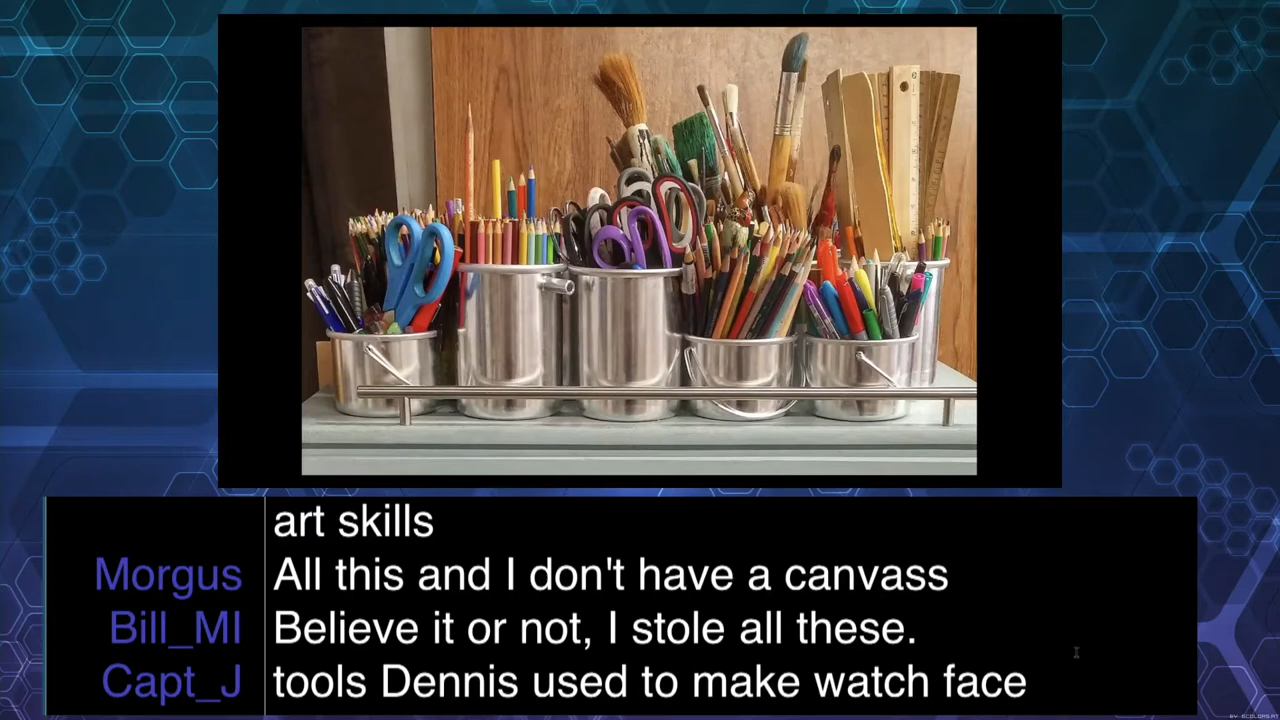 art skills
Morgus All this and I don't have a canvass
Bill_MI Believe it or not, I stole all these.
Capt_J tools Dennis used to make watch face